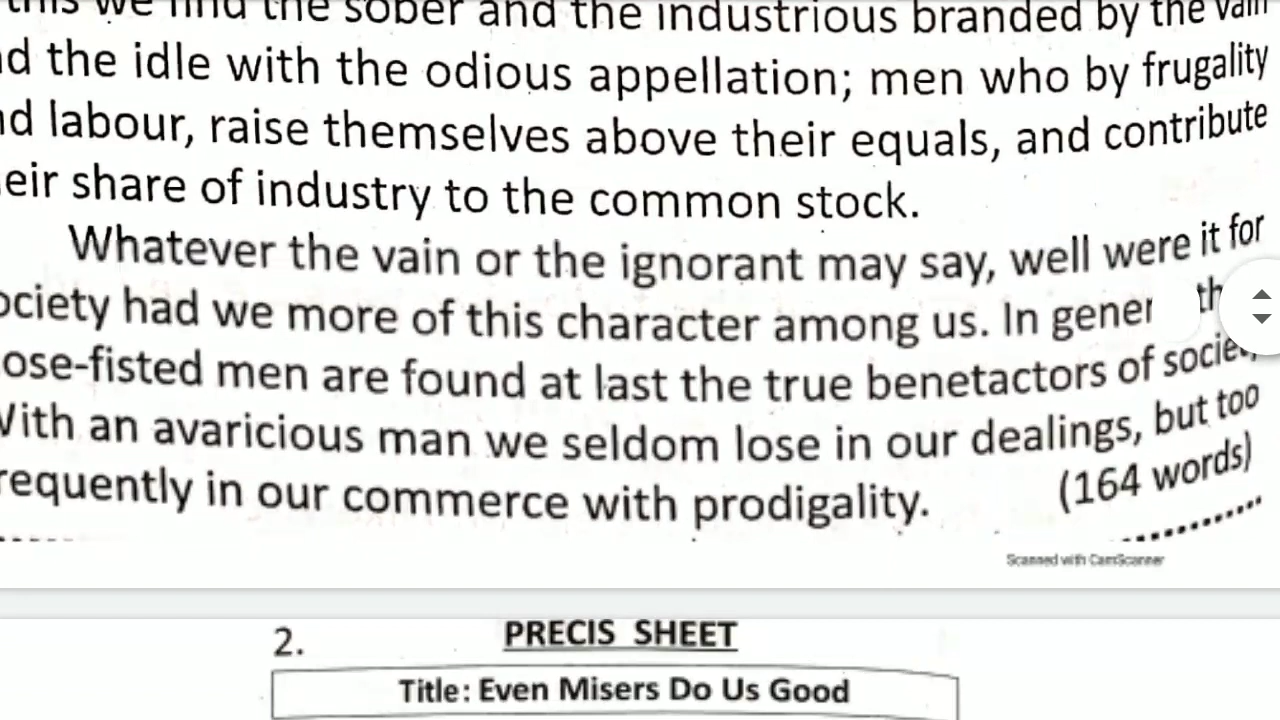 this we find the sober and the industrious branded by the vain
d the idle with the odious appellation; men who by frugality
d labour, raise themselves above their equals, and contribute
eir share of industry to the common stock.
Whatever the vain or the ignorant may say, well were it for
ociety had we more of this character among us. In gener th
ose-fisted men are found at last the true benetactors of socie
With an avaricious man we seldom lose in our dealings, but too
requently in our commerce with prodigality.
(164 words)
Scanned with CamScanner
2. PRECIS SHEET
Title: Even Misers Do Us Good